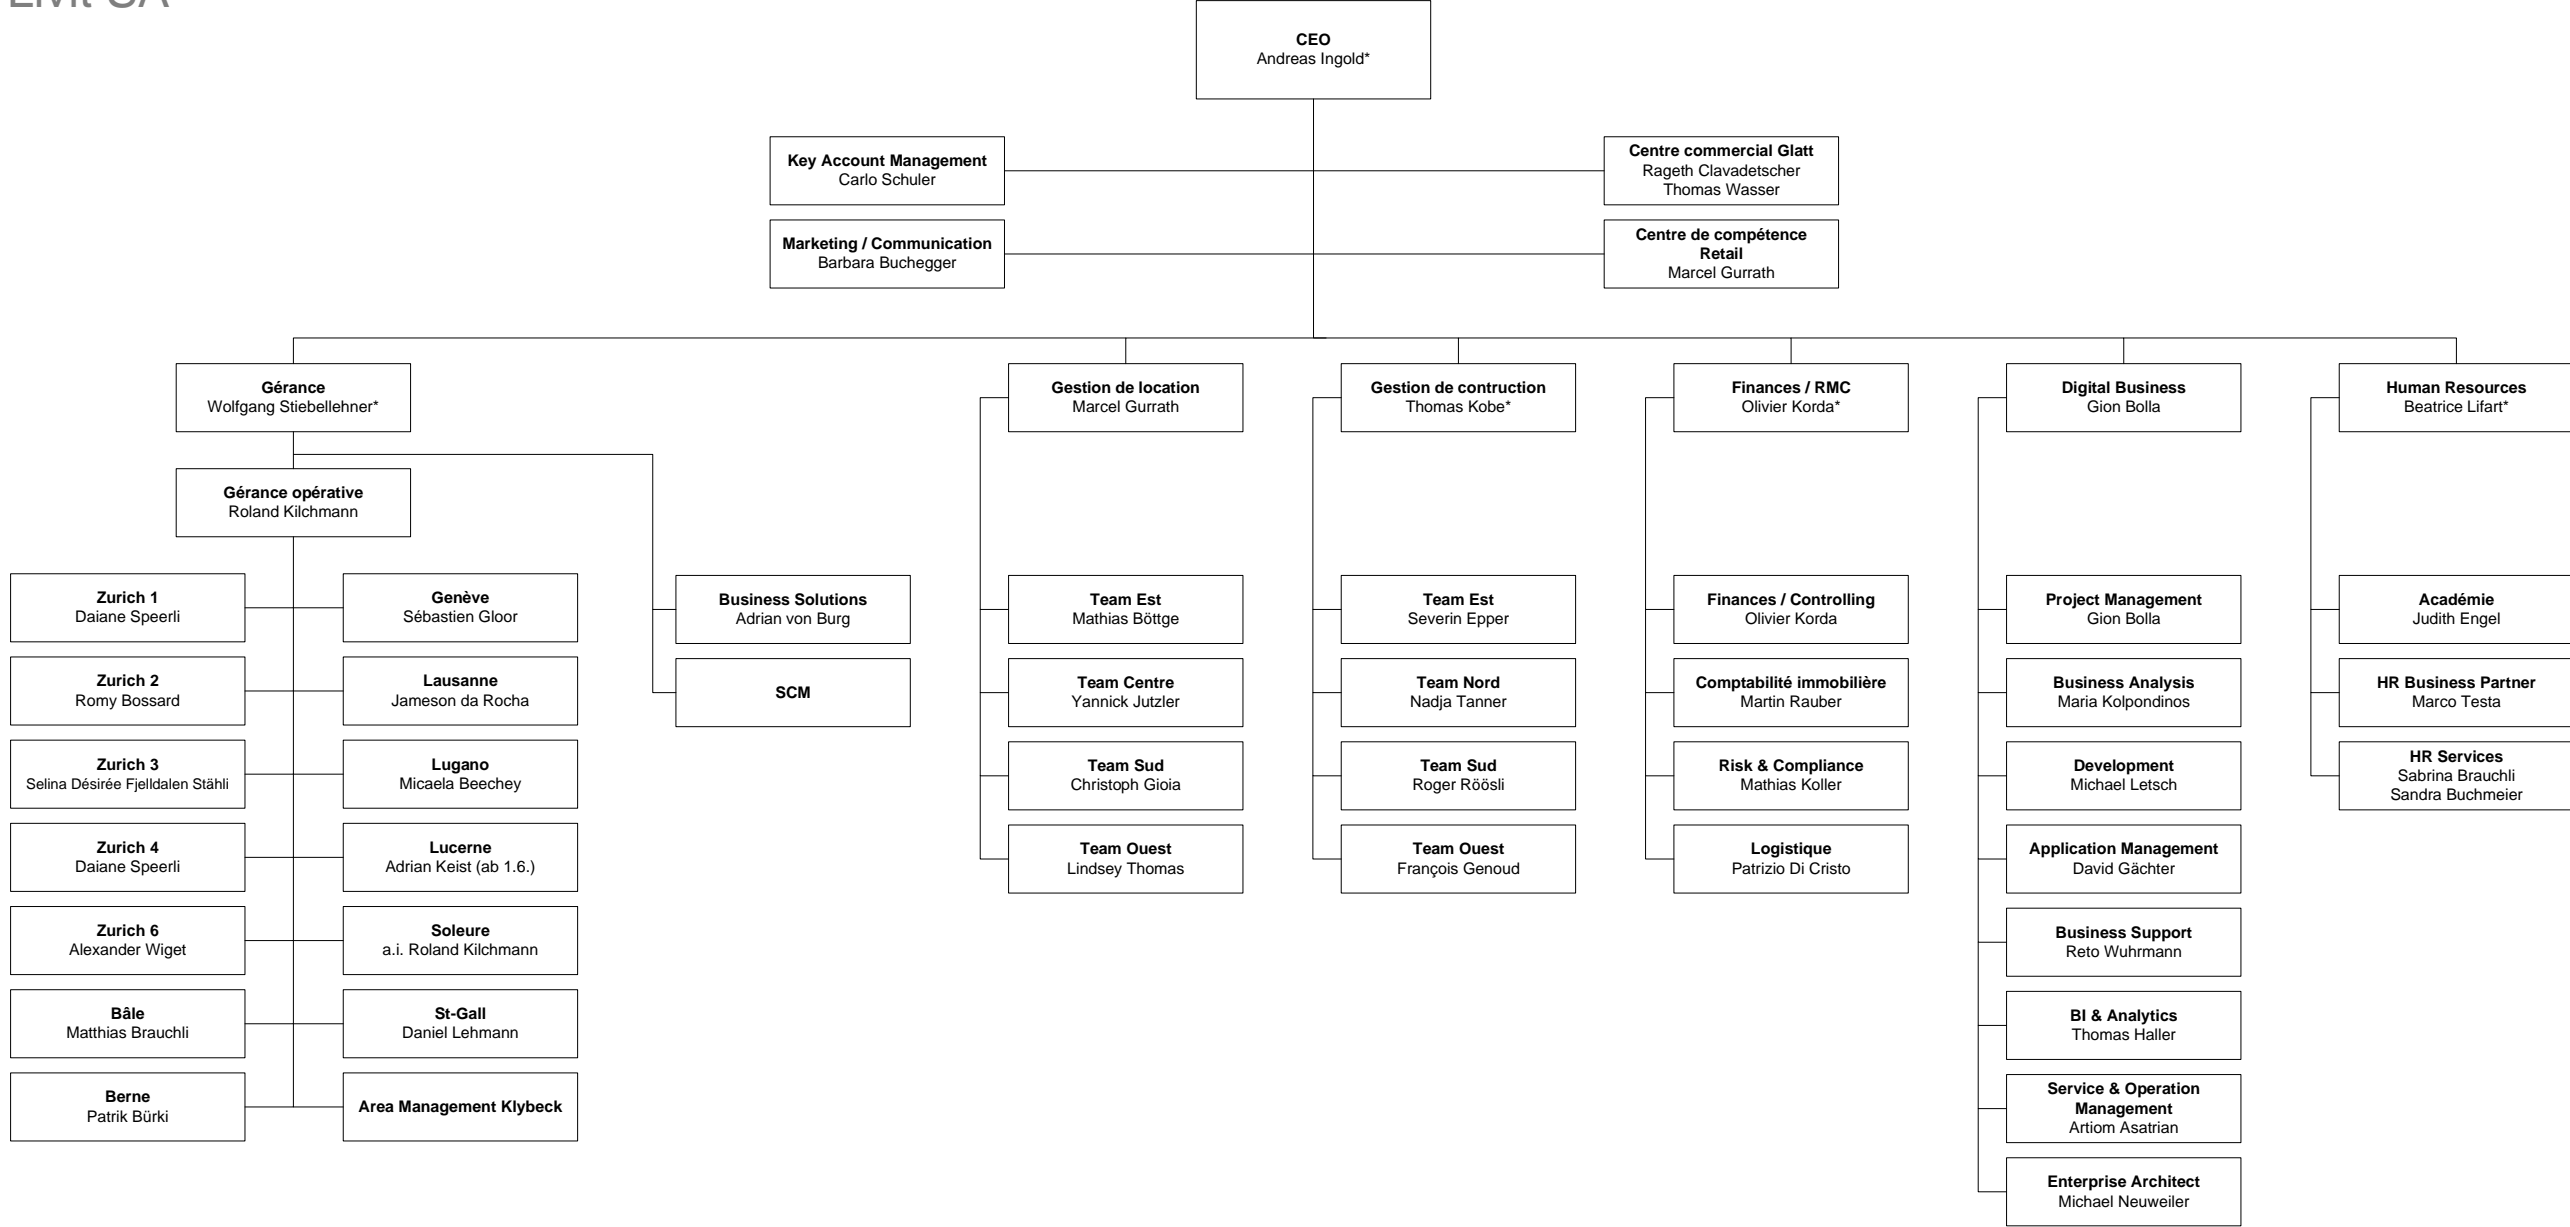 CEO
Andreas Ingold*
Key Account Management
Carlo Schuler
Centre commercial Glatt
Rageth Clavadetscher
Thomas Wasser
Marketing / Communication
Barbara Buchegger
Centre de compétence
Retail
Marcel Gurrath
Gérance
Wolfgang Stiebellehner*
Gestion de location
Marcel Gurrath
Gestion de contruction
Thomas Kobe*
Finances / RMC
Olivier Korda*
Digital Business
Gion Bolla
Human Resources
Beatrice Lifart*
Gérance opérative
Roland Kilchmann
Zurich 1
Daiane Speerli
Genève
Sébastien Gloor
Business Solutions
Adrian von Burg
Team Est
Mathias Böttge
Team Est
Severin Epper
Finances / Controlling
Olivier Korda
Project Management
Gion Bolla
Académie
Judith Engel
Zurich 2
Romy Bossard
Lausanne
Jameson da Rocha
SCM
Team Centre
Yannick Jutzler
Team Nord
Nadja Tanner
Comptabilité immobilière
Martin Rauber
Business Analysis
Maria Kolpondinos
HR Business Partner
Marco Testa
Zurich 3
Selina Désirée Fjelldalen Stähli
Lugano
Micaela Beechey
Team Sud
Christoph Gioia
Team Sud
Roger Röösli
Risk & Compliance
Mathias Koller
Development
Michael Letsch
HR Services
Sabrina Brauchli
Sandra Buchmeier
Zurich 4
Daiane Speerli
Lucerne
Adrian Keist (ab 1.6.)
Team Ouest
Lindsey Thomas
Team Ouest
François Genoud
Logistique
Patrizio Di Cristo
Application Management
David Gächter
Zurich 6
Alexander Wiget
Soleure
a.i. Roland Kilchmann
Business Support
Reto Wuhrmann
Bâle
Matthias Brauchli
St-Gall
Daniel Lehmann
BI & Analytics
Thomas Haller
Berne
Patrik Bürki
Area Management Klybeck
Service & Operation
Management
Artiom Asatrian
Enterprise Architect
Michael Neuweiler